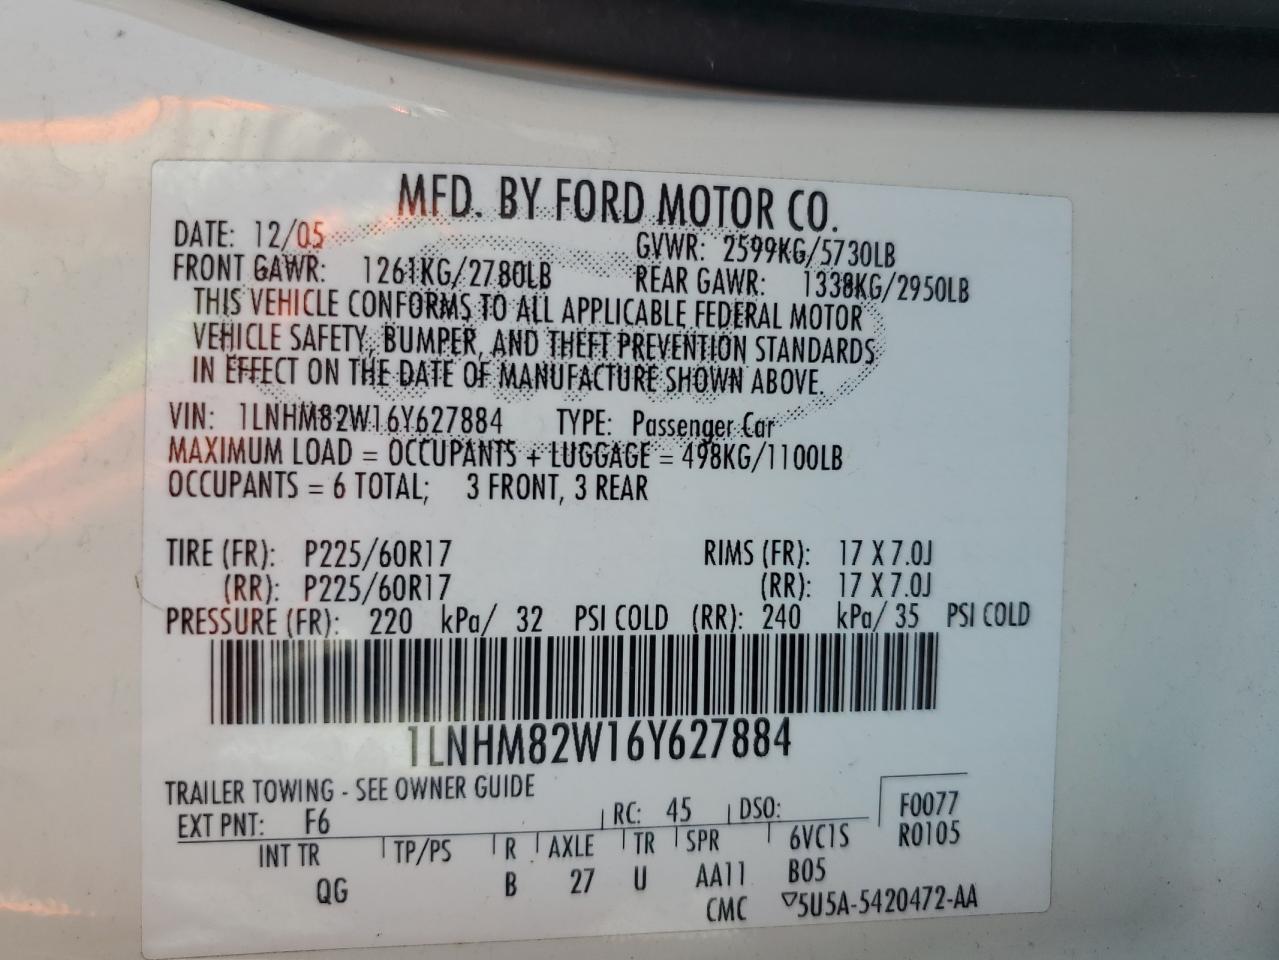 MFD. BY FORD MOTOR CO.
DATE: 12/05 GVWR: 2599KG/5730LB
FRONT GAWR: 1261KG/2780LB REAR GAWR: 1338KG/2950LB
THIS VEHICLE CONFORMS TO ALL APPLICABLE FEDERAL MOTOR
VEHICLE SAFETY, BUMPER, AND THEFT PREVENTION STANDARDS
IN EFFECT ON THE DATE OF MANUFACTURE SHOWN ABOVE.
VIN: 1LNHM82W16Y627884 TYPE: Passenger Car
MAXIMUM LOAD = OCCUPANTS + LUGGAGE = 498KG/1100LB
OCCUPANTS = 6 TOTAL; 3 FRONT, 3 REAR
TIRE (FR): P225/60R17 RIMS (FR): 17 X 7.0J
(RR): P225/60R17 (RR): 17 X 7.0J
PRESSURE (FR): 220 kPa/ 32 PSI COLD (RR): 240 kPa/ 35 PSI COLD
1LNHM82W16Y627884
TRAILER TOWING - SEE OWNER GUIDE
EXT PNT: F6 RC: 45 DSO: F0077
INT TR TP/PS R AXLE TR SPR 6VC1S R0105
QG B 27 U AA11 B05
CMC ▽5U5A-5420472-AA